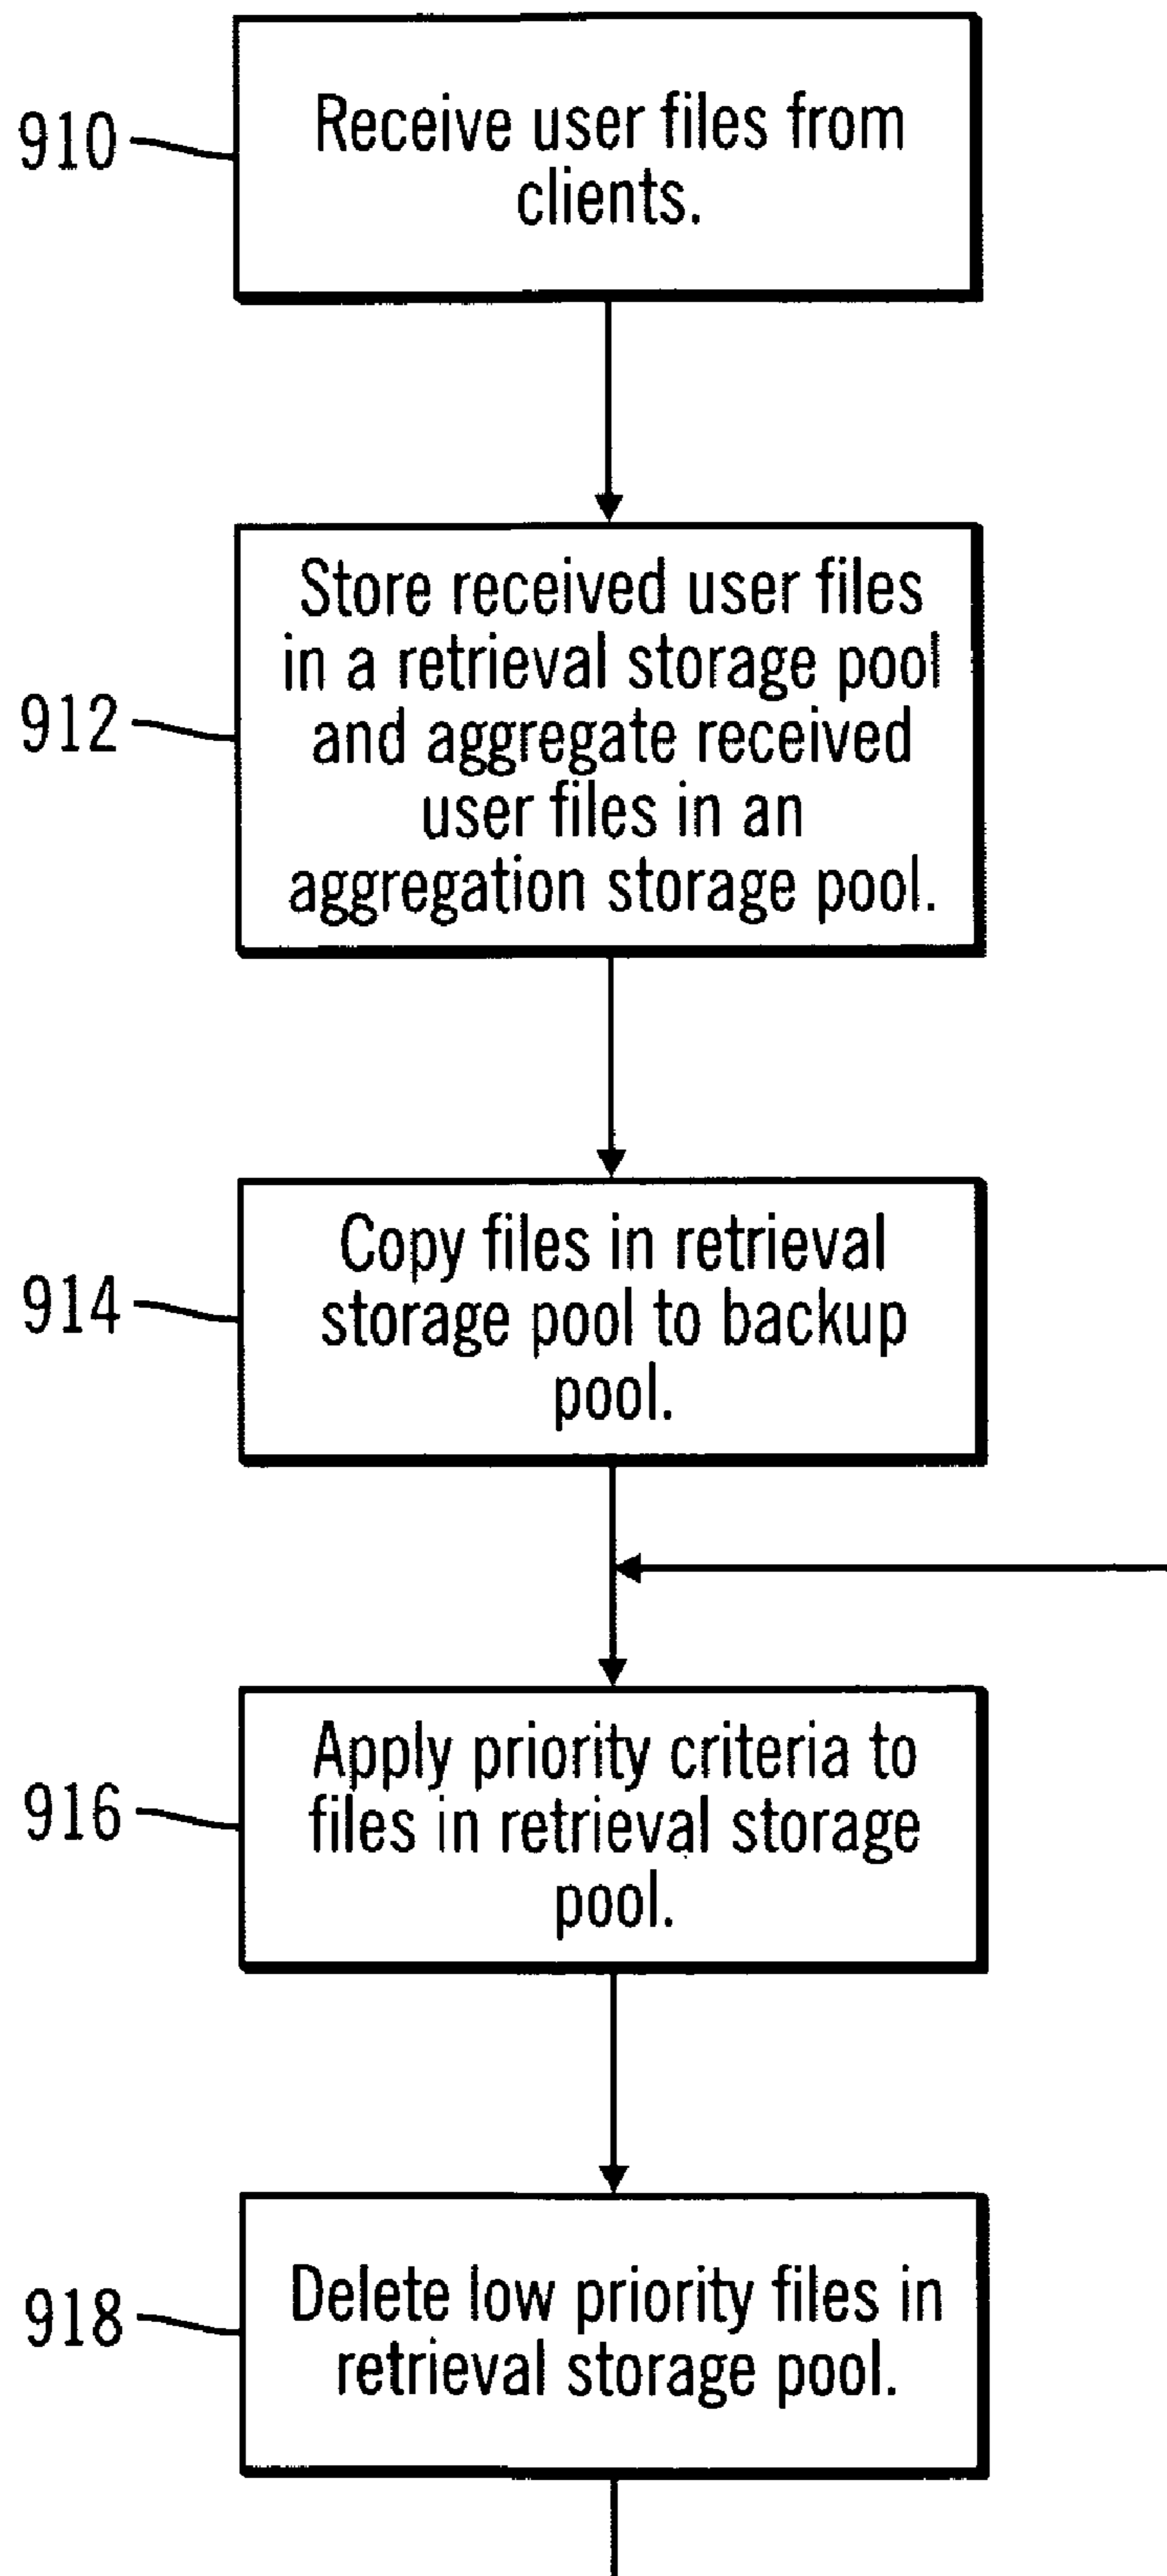 910
Receive user files from
clients.
912
Store received user files
in a retrieval storage pool
and aggregate received
user files in an
aggregation storage pool.
914
Copy files in retrieval
storage pool to backup
pool.
916
Apply priority criteria to
files in retrieval storage
pool.
918
Delete low priority files in
retrieval storage pool.